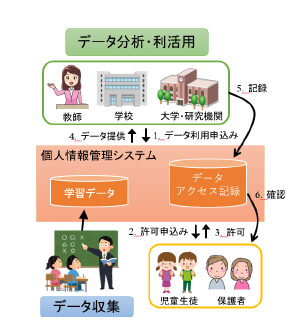 データ分析・利活用
教師
学校
大学・研究機関
5. 記録
4. データ提供
1. データ利用申込み
個人情報管理システム
学習データ
データ
アクセス記録
6. 確認
2. 許可申込み
3. 許可
児童生徒
保護者
データ収集